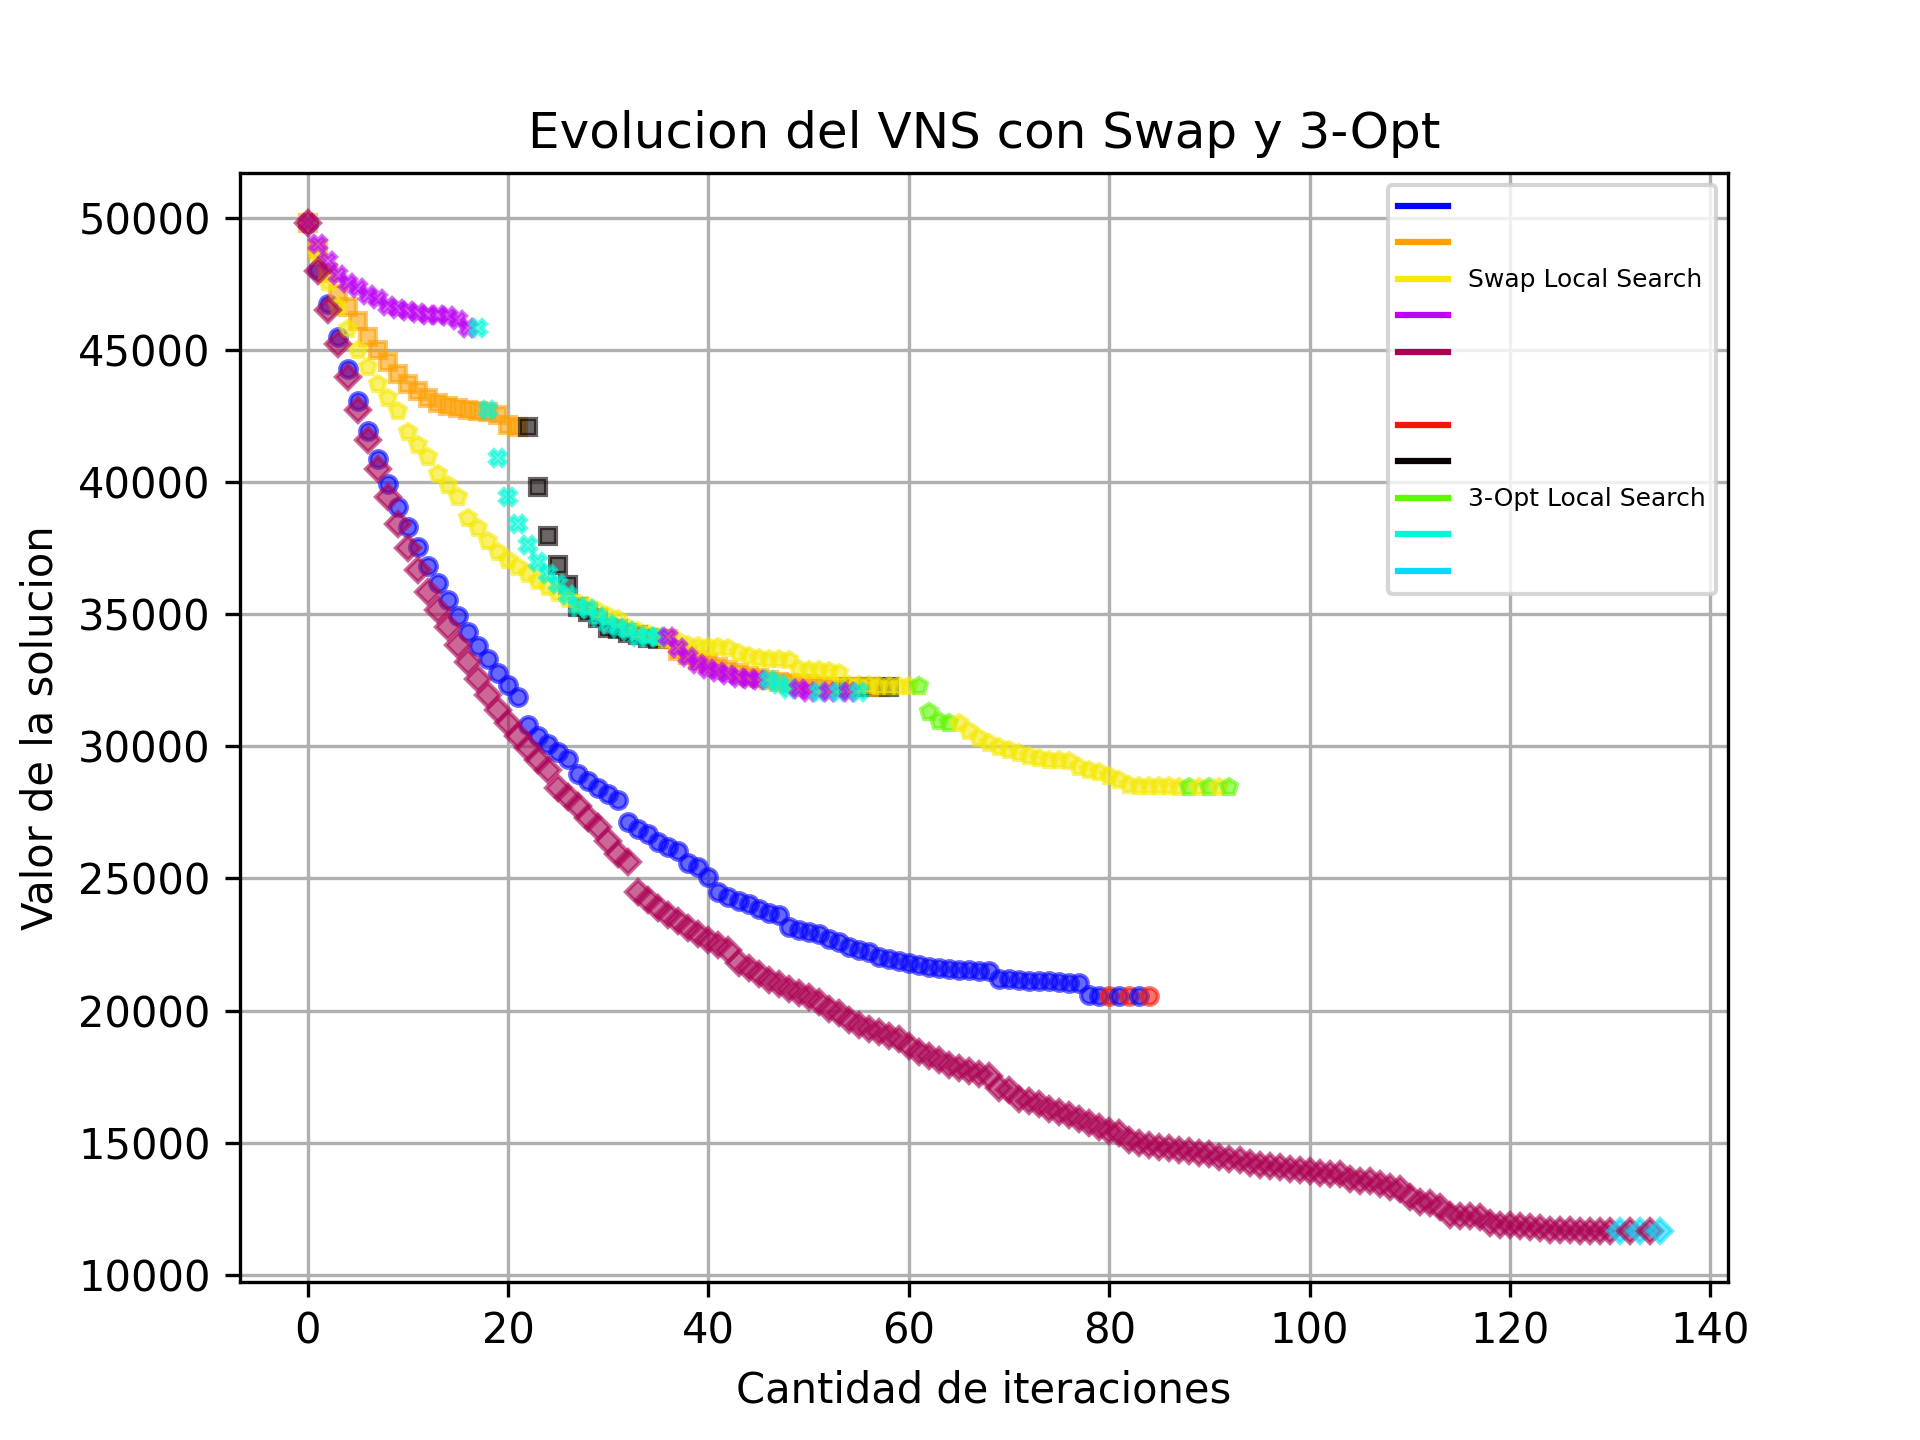 Evolucion del VNS con Swap y 3-Opt
Valor de la solucion
50000
45000
40000
35000
30000
25000
20000
15000
10000
Swap Local Search
3-Opt Local Search
0 20 40 60 80 100 120 140
Cantidad de iteraciones